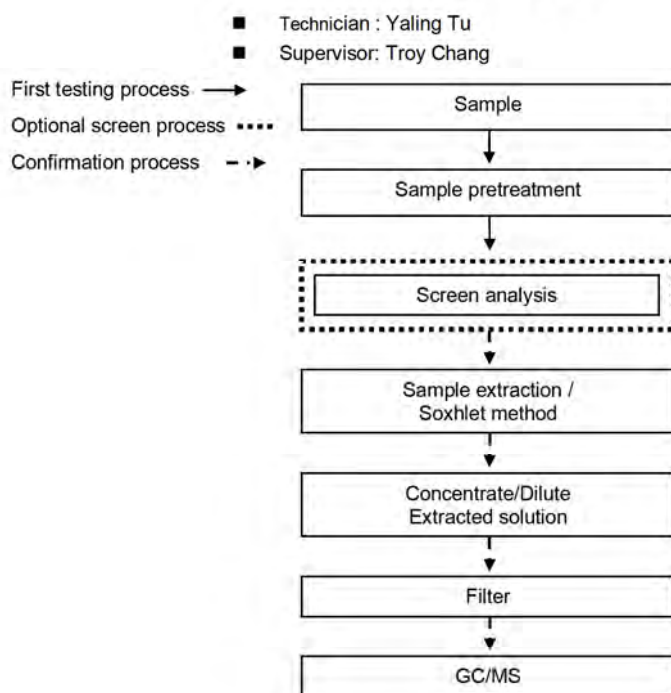 Technician : Yaling Tu
Supervisor: Troy Chang
First testing process
Optional screen process
Confirmation process
Sample
Sample pretreatment
Screen analysis
Sample extraction /
Soxhlet method
Concentrate/Dilute
Extracted solution
Filter
GC/MS